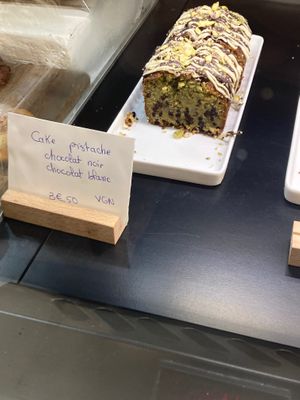 Cake pistache
chocolat noir
chocolat blanc
3€50 VGN